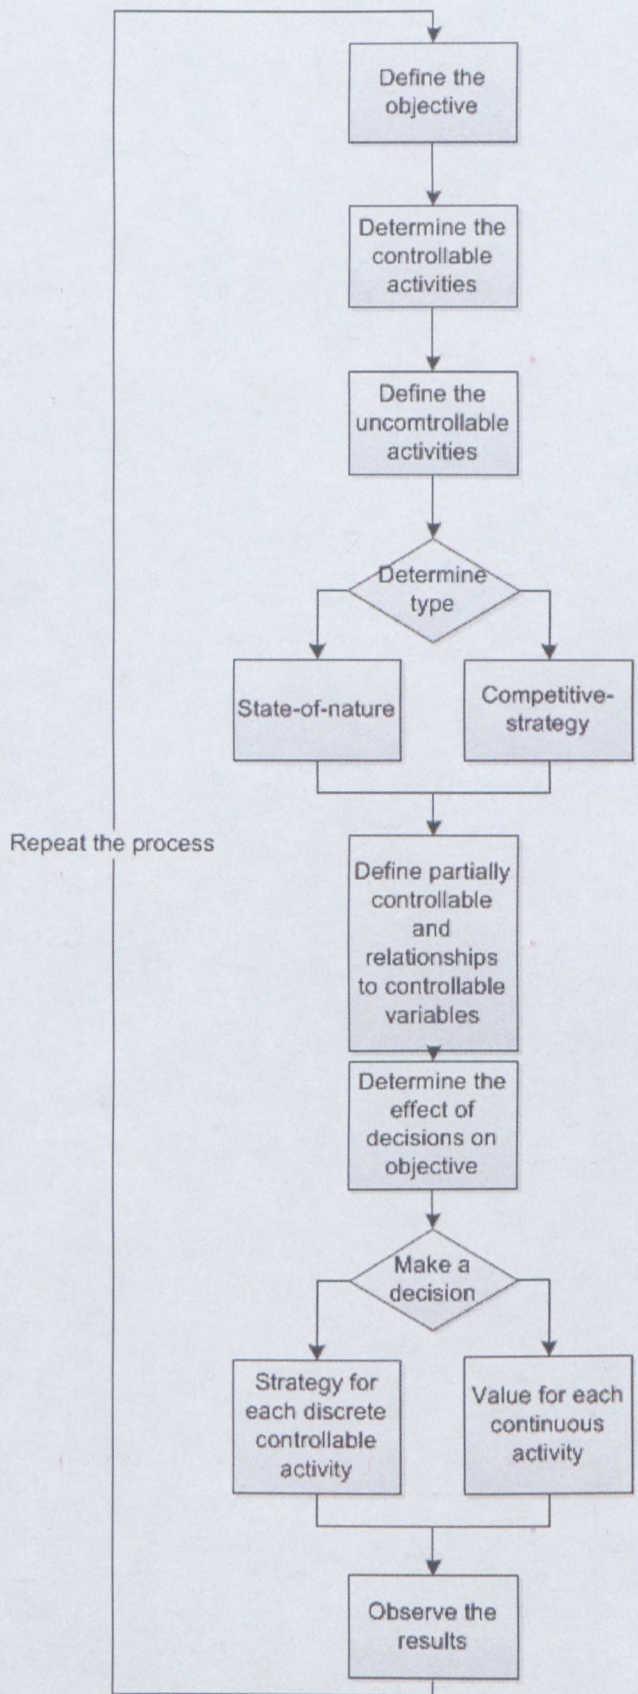 Define the
objective
Determine the
controllable
activities
Define the
uncomtrollable
activities
Determine
type
State-of-nature
Competitive-
strategy
Repeat the process
Define partially
controllable
and
relationships
to controllable
variables
Determine the
effect of
decisions on
objective
Make a
decision
Strategy for
each discrete
controllable
activity
Value for each
continuous
activity
Observe the
results